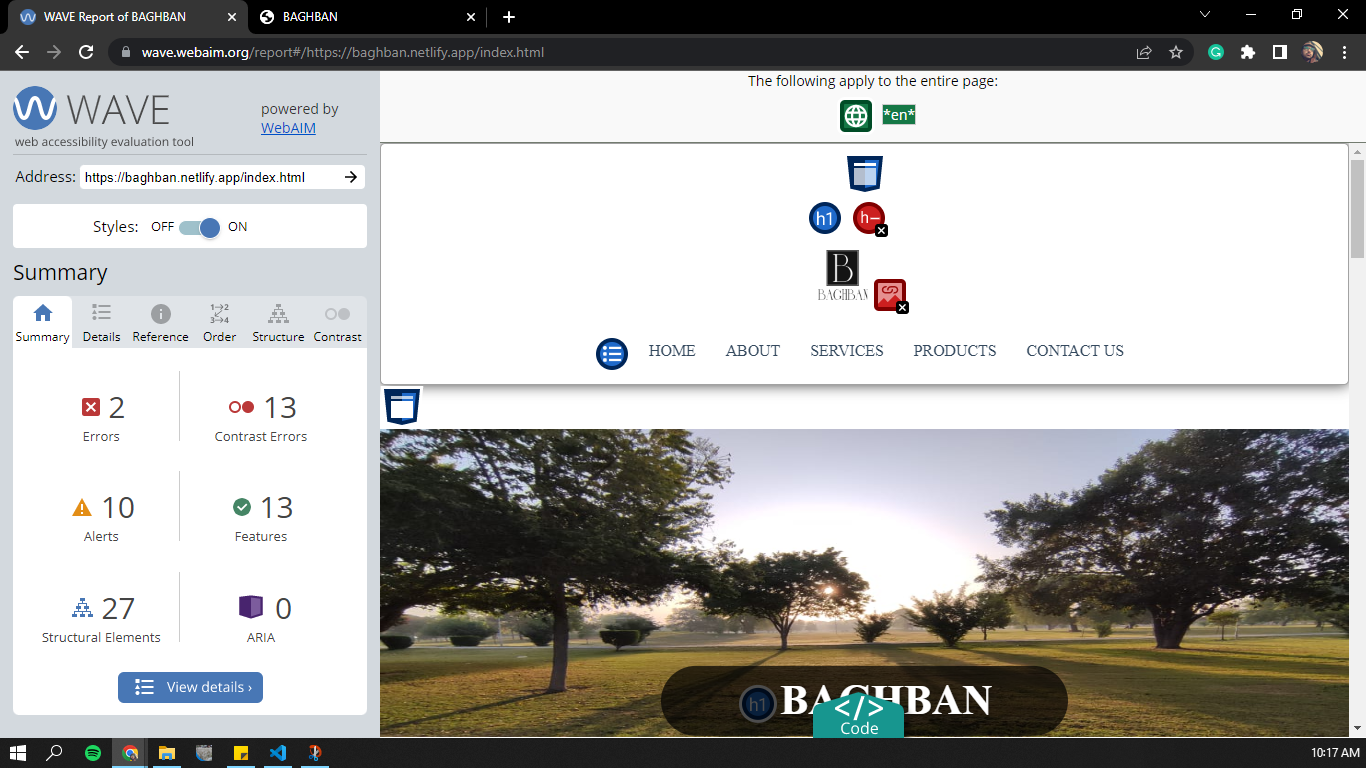 WAVE Report of BAGHBAN
BAGHBAN
wave.webaim.org/report#/https://baghban.netlify.app/index.html
WAVE
powered by
WebAIM
web accessibility evaluation tool
Address: https://baghban.netlify.app/index.html
Styles: OFF ON
Summary
Summary Details Reference Order Structure Contrast
2
Errors
13
Contrast Errors
10
Alerts
13
Features
27
Structural Elements
0
ARIA
View details ›
The following apply to the entire page:
*en*
h1 h–
B
BAGHBAN
HOME ABOUT SERVICES PRODUCTS CONTACT US
h1 BAGHBAN
</>
Code
10:17 AM